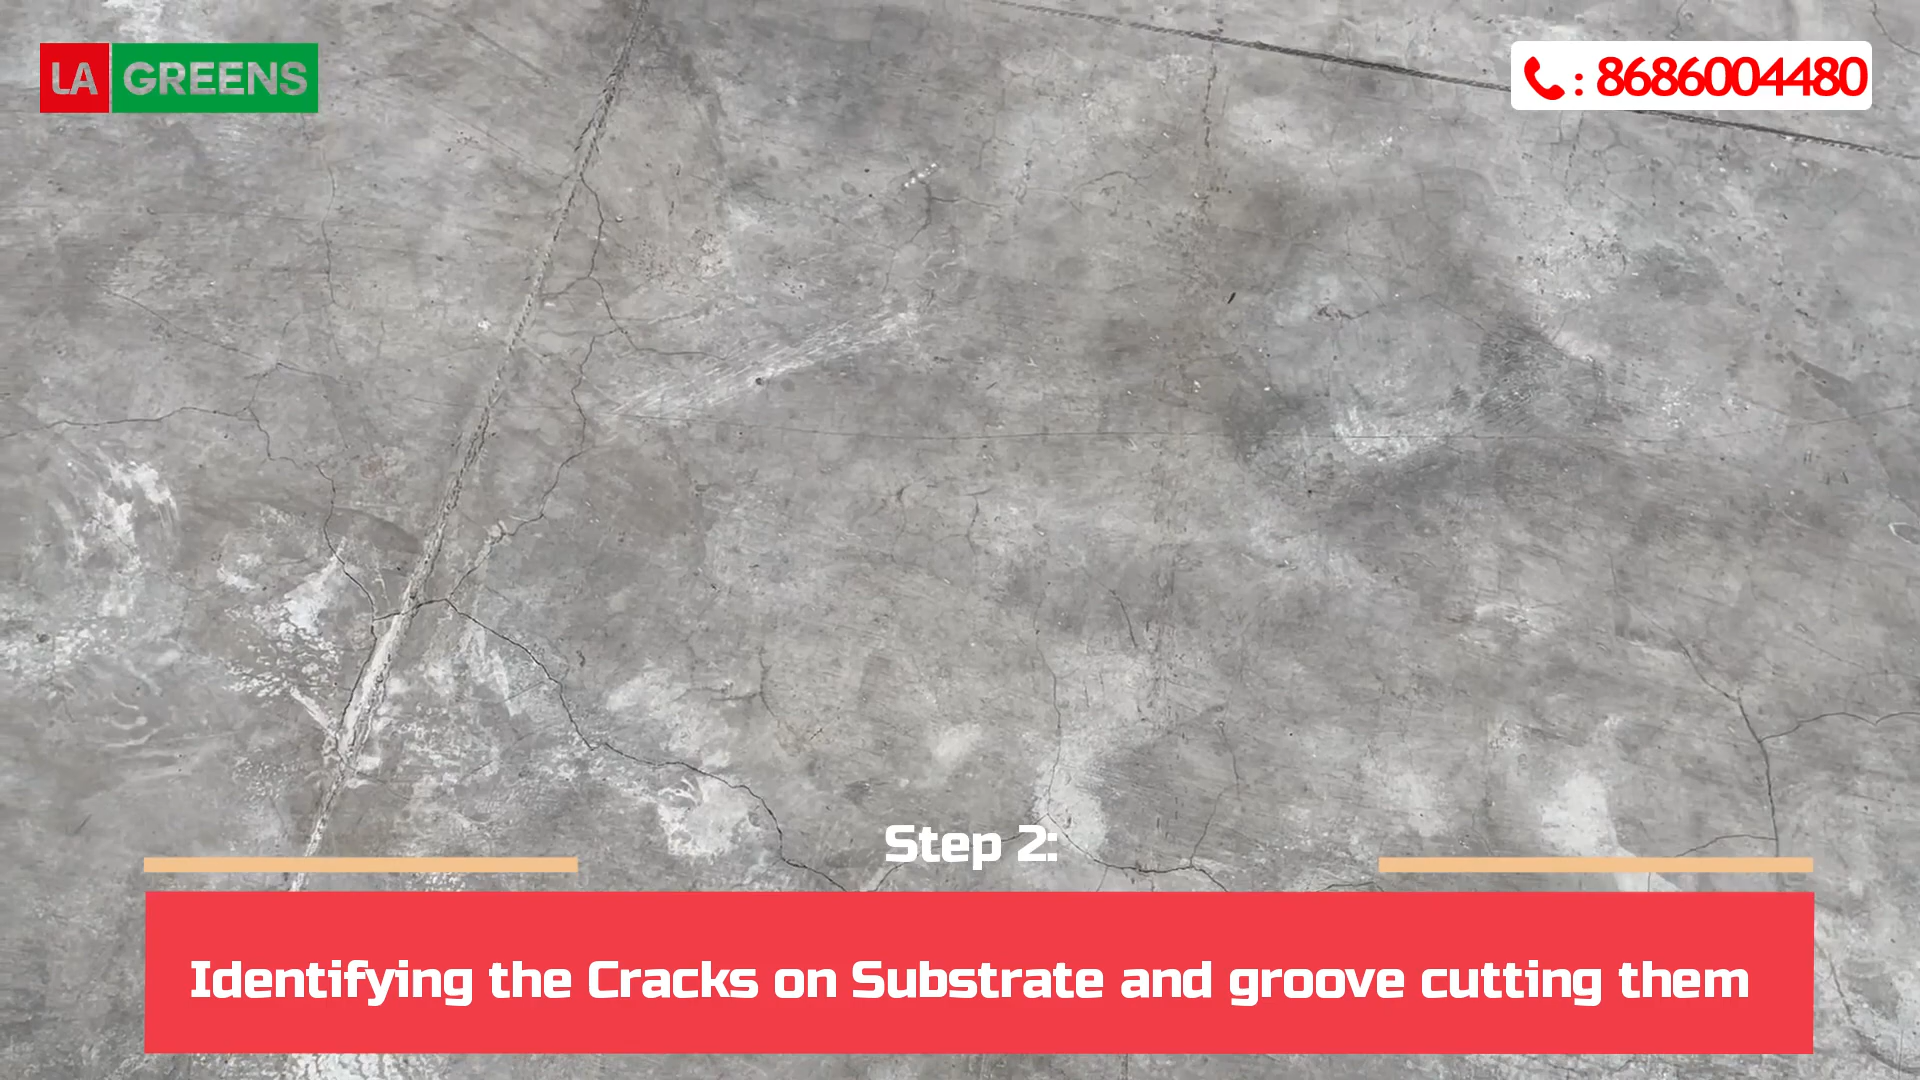 LA GREENS
: 8686004480
Step 2:
Identifying the Cracks on Substrate and groove cutting them